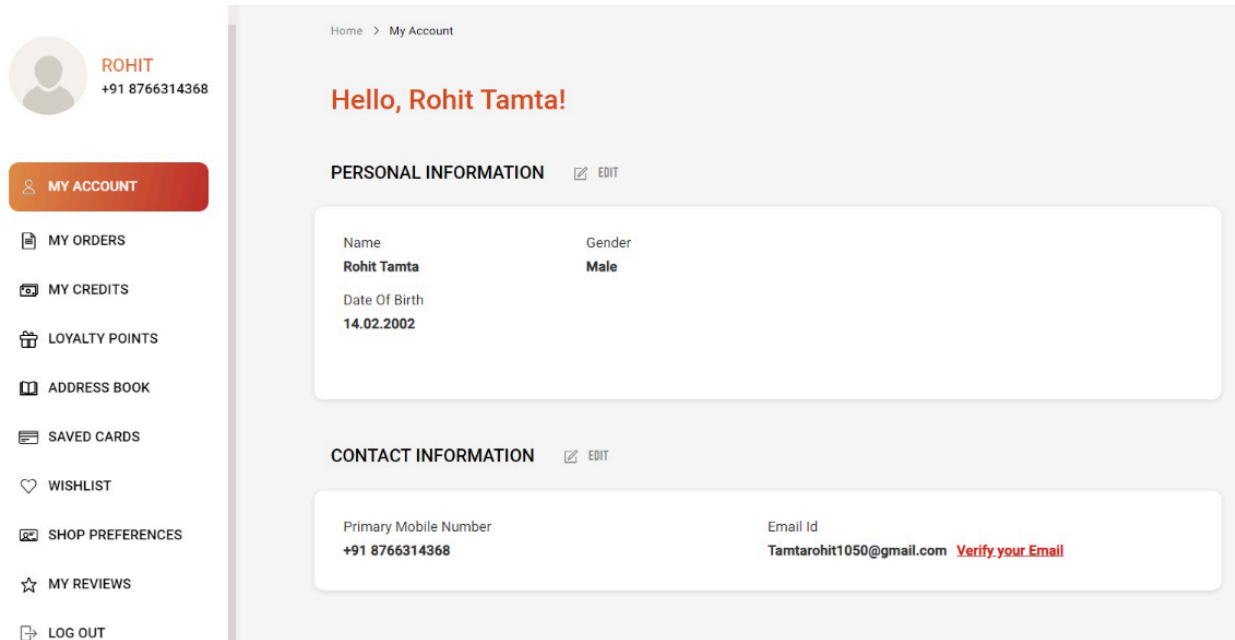 ROHIT
+91 8766314368
MY ACCOUNT
MY ORDERS
MY CREDITS
LOYALTY POINTS
ADDRESS BOOK
SAVED CARDS
WISHLIST
SHOP PREFERENCES
MY REVIEWS
LOG OUT
Home > My Account
Hello, Rohit Tamta!
PERSONAL INFORMATION EDIT
Name Gender
Rohit Tamta Male
Date Of Birth
14.02.2002
CONTACT INFORMATION EDIT
Primary Mobile Number Email Id
+91 8766314368 Tamtarohit1050@gmail.com Verify your Email